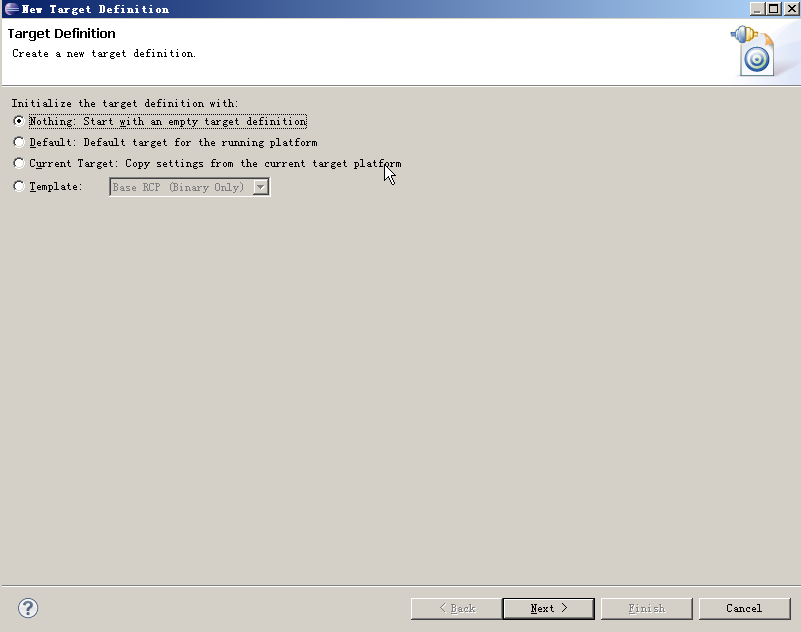 New Target Definition
Target Definition
Create a new target definition.
Initialize the target definition with:
Nothing: Start with an empty target definition
Default: Default target for the running platform
Current Target: Copy settings from the current target platform
Template: Base RCP (Binary Only)
? < Back Next > Finish Cancel